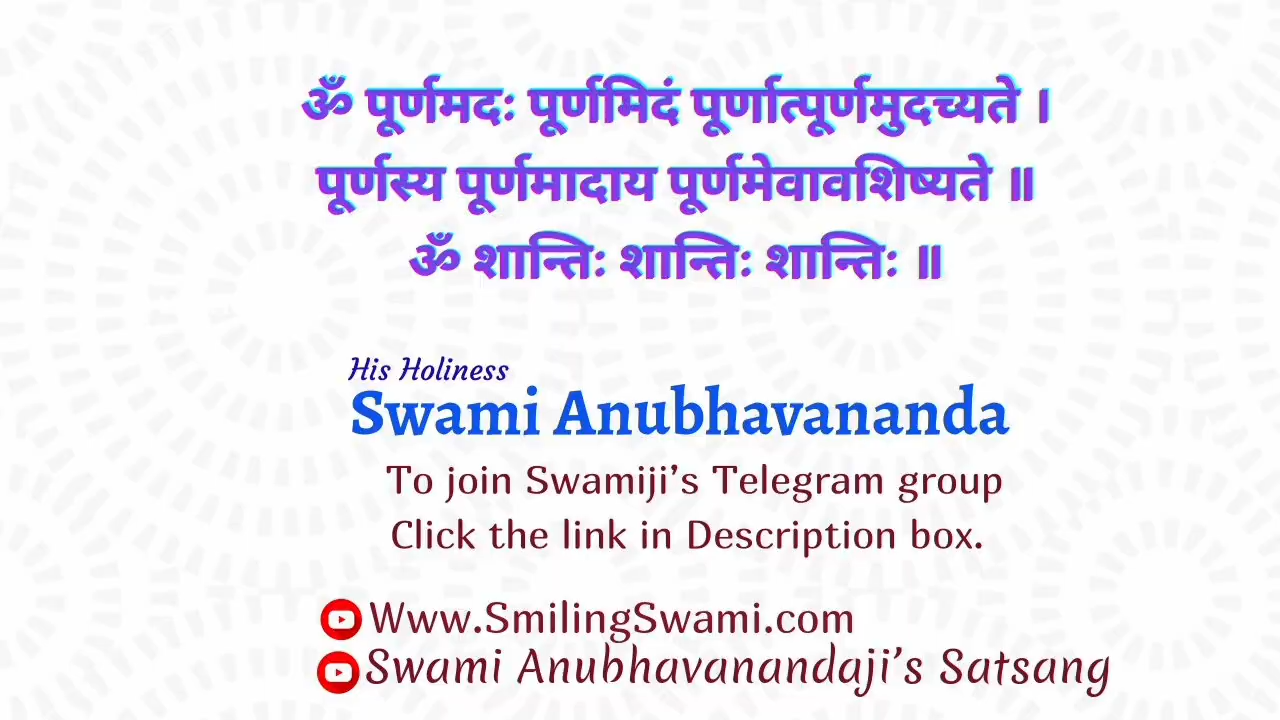 ॐ पूर्णमदः पूर्णमिदं पूर्णात्पूर्णमुदच्यते ।
पूर्णस्य पूर्णमादाय पूर्णमेवावशिष्यते ॥
ॐ शान्तिः शान्तिः शान्तिः ॥
His Holiness
Swami Anubhavananda
To join Swamiji's Telegram group
Click the link in Description box.
Www.SmilingSwami.com
Swami Anubhavanandaji's Satsang